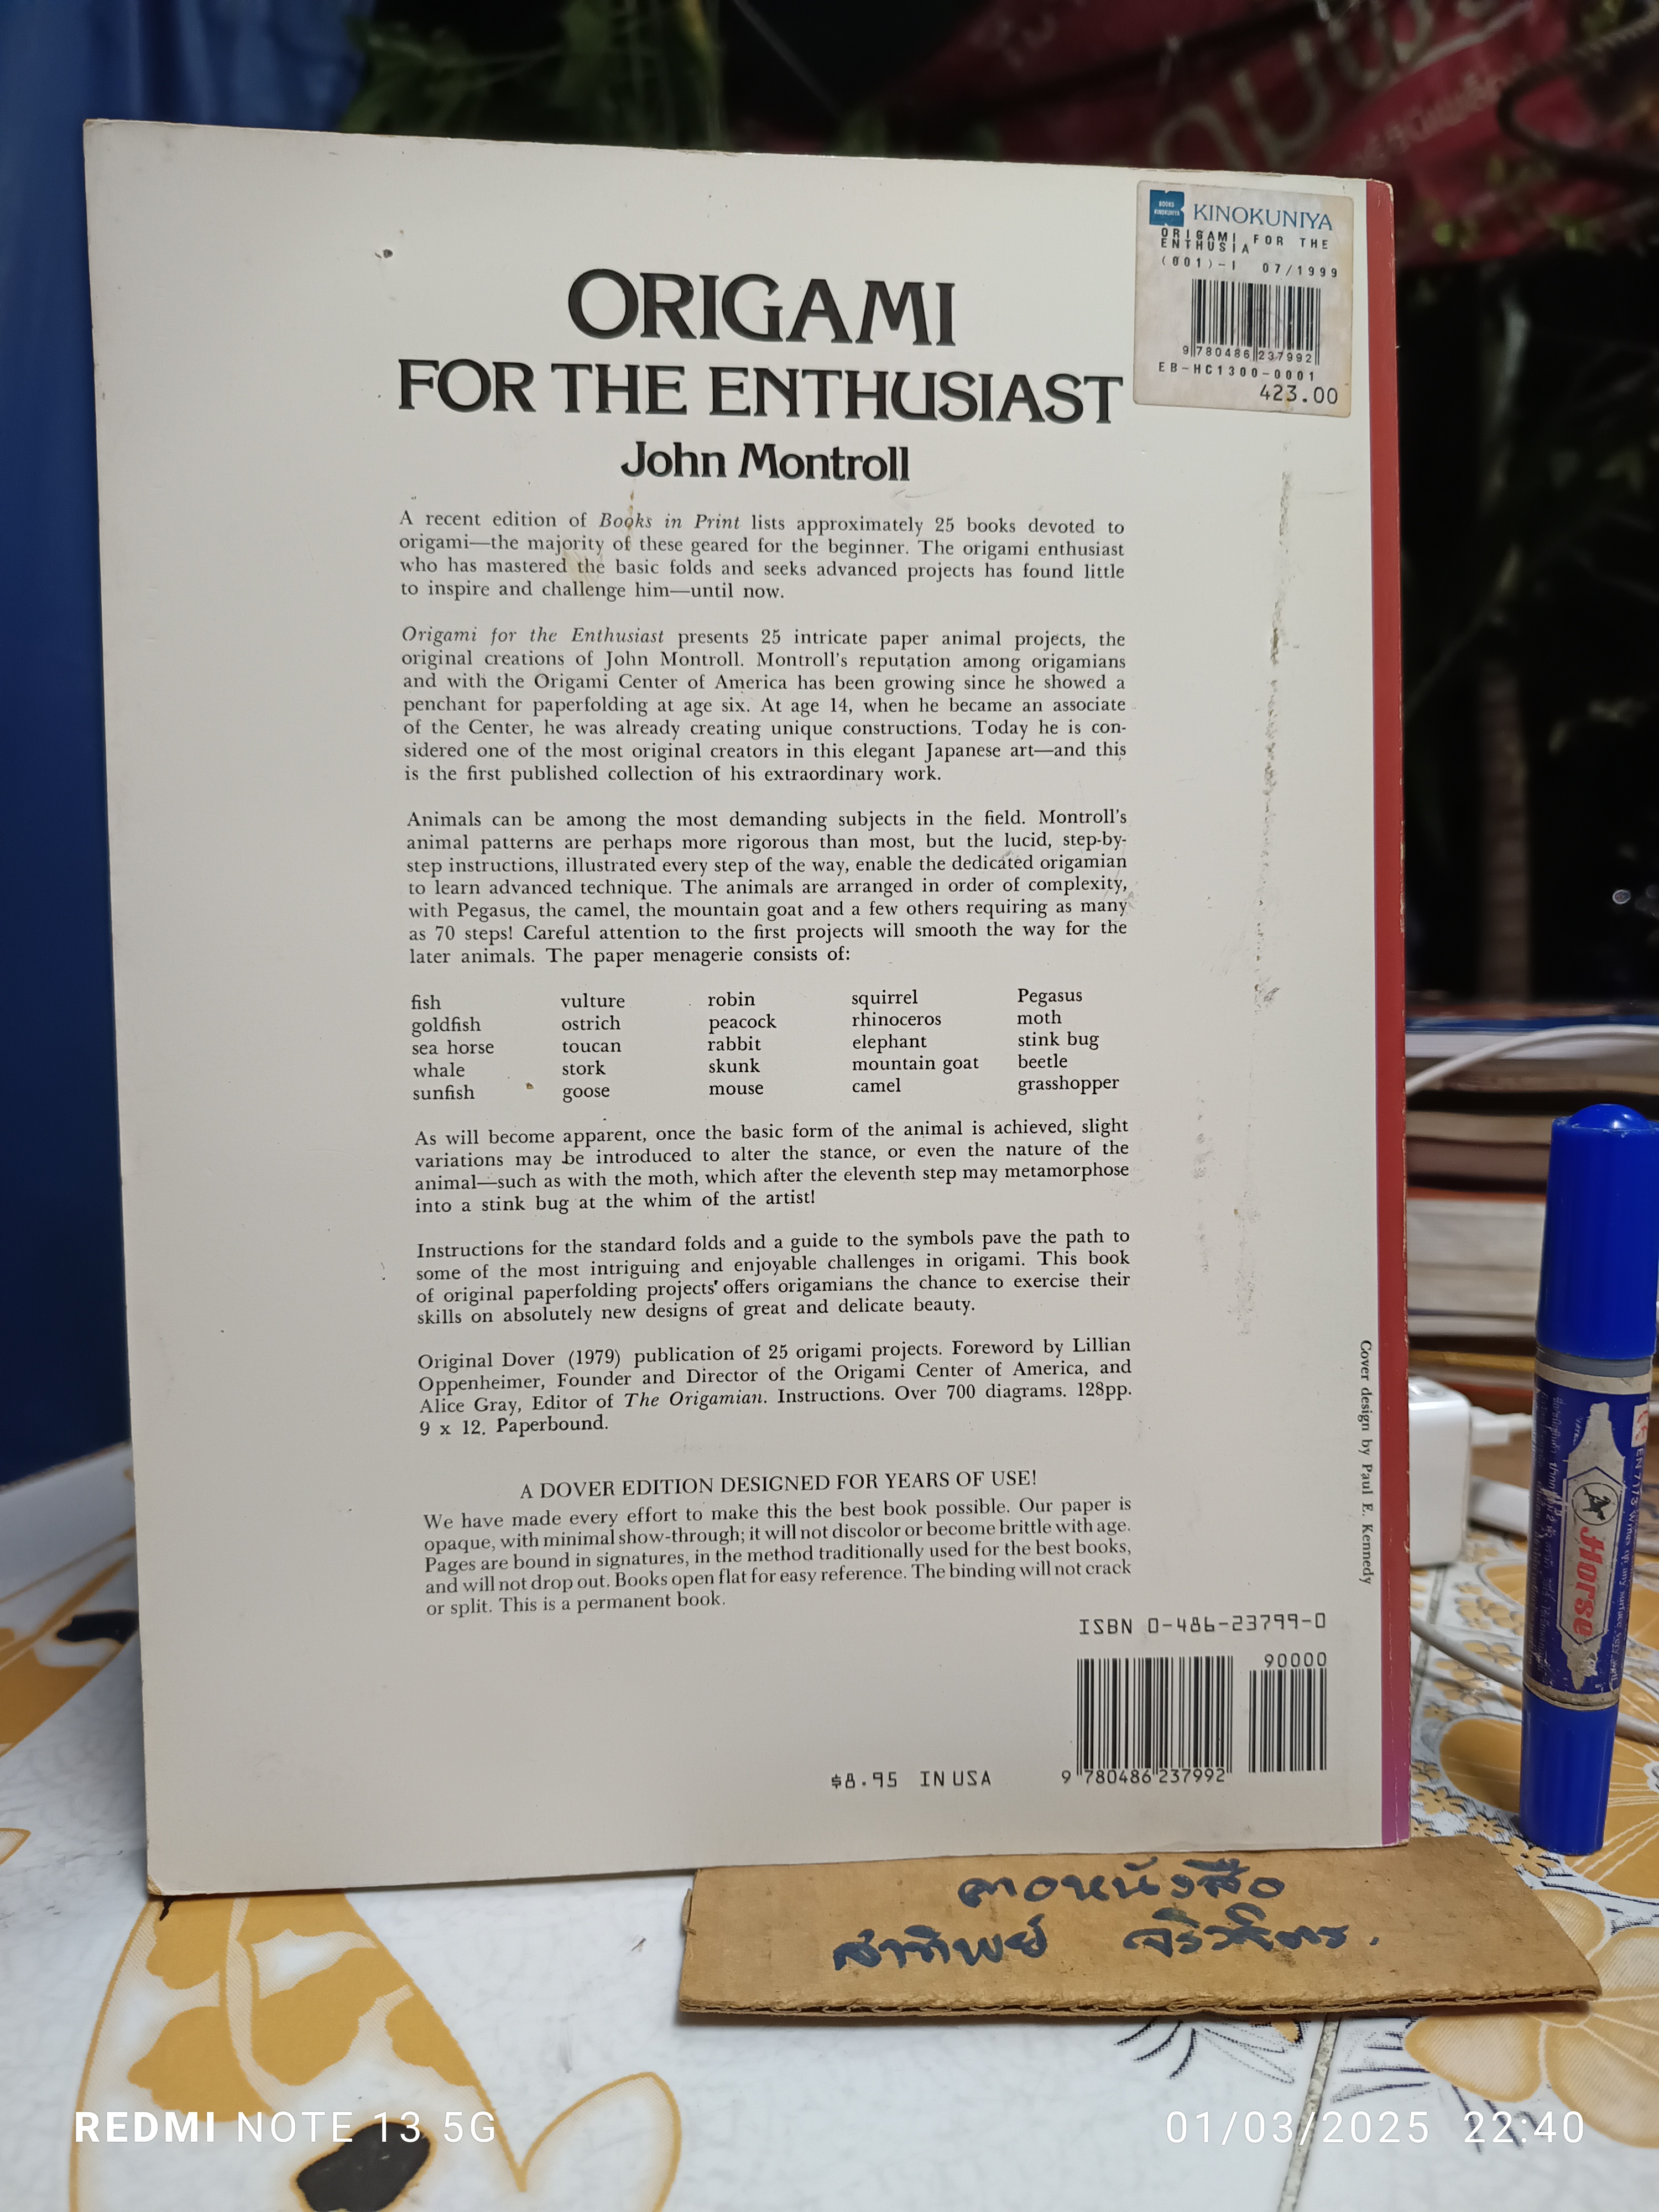 BOOKS
KINOKUNIYA
KINOKUNIYA
ORIGAMI FOR THE
ENTHUSIA
(001)-I 07/1999
9 780486 237992
EB-HC1300-0001
423.00
ORIGAMI
FOR THE ENTHUSIAST
John Montroll
A recent edition of Books in Print lists approximately 25 books devoted to
origami—the majority of these geared for the beginner. The origami enthusiast
who has mastered the basic folds and seeks advanced projects has found little
to inspire and challenge him—until now.
Origami for the Enthusiast presents 25 intricate paper animal projects, the
original creations of John Montroll. Montroll's reputation among origamians
and with the Origami Center of America has been growing since he showed a
penchant for paperfolding at age six. At age 14, when he became an associate
of the Center, he was already creating unique constructions. Today he is con-
sidered one of the most original creators in this elegant Japanese art—and this
is the first published collection of his extraordinary work.
Animals can be among the most demanding subjects in the field. Montroll's
animal patterns are perhaps more rigorous than most, but the lucid, step-by-
step instructions, illustrated every step of the way, enable the dedicated origamian
to learn advanced technique. The animals are arranged in order of complexity,
with Pegasus, the camel, the mountain goat and a few others requiring as many
as 70 steps! Careful attention to the first projects will smooth the way for the
later animals. The paper menagerie consists of:
fish vulture robin squirrel Pegasus
goldfish ostrich peacock rhinoceros moth
sea horse toucan rabbit elephant stink bug
whale stork skunk mountain goat beetle
sunfish goose mouse camel grasshopper
As will become apparent, once the basic form of the animal is achieved, slight
variations may be introduced to alter the stance, or even the nature of the
animal—such as with the moth, which after the eleventh step may metamorphose
into a stink bug at the whim of the artist!
Instructions for the standard folds and a guide to the symbols pave the path to
some of the most intriguing and enjoyable challenges in origami. This book
of original paperfolding projects offers origamians the chance to exercise their
skills on absolutely new designs of great and delicate beauty.
Original Dover (1979) publication of 25 origami projects. Foreword by Lillian
Oppenheimer, Founder and Director of the Origami Center of America, and
Alice Gray, Editor of The Origamian. Instructions. Over 700 diagrams. 128pp.
9 x 12. Paperbound.
A DOVER EDITION DESIGNED FOR YEARS OF USE!
We have made every effort to make this the best book possible. Our paper is
opaque, with minimal show-through; it will not discolor or become brittle with age.
Pages are bound in signatures, in the method traditionally used for the best books,
and will not drop out. Books open flat for easy reference. The binding will not crack
or split. This is a permanent book.
Cover design by Paul E. Kennedy
ISBN 0-486-23799-0
90000
9 780486 237992
$8.95 IN USA
Horse
หนังสือ
REDMI NOTE 13 5G
01/03/2025 22:40